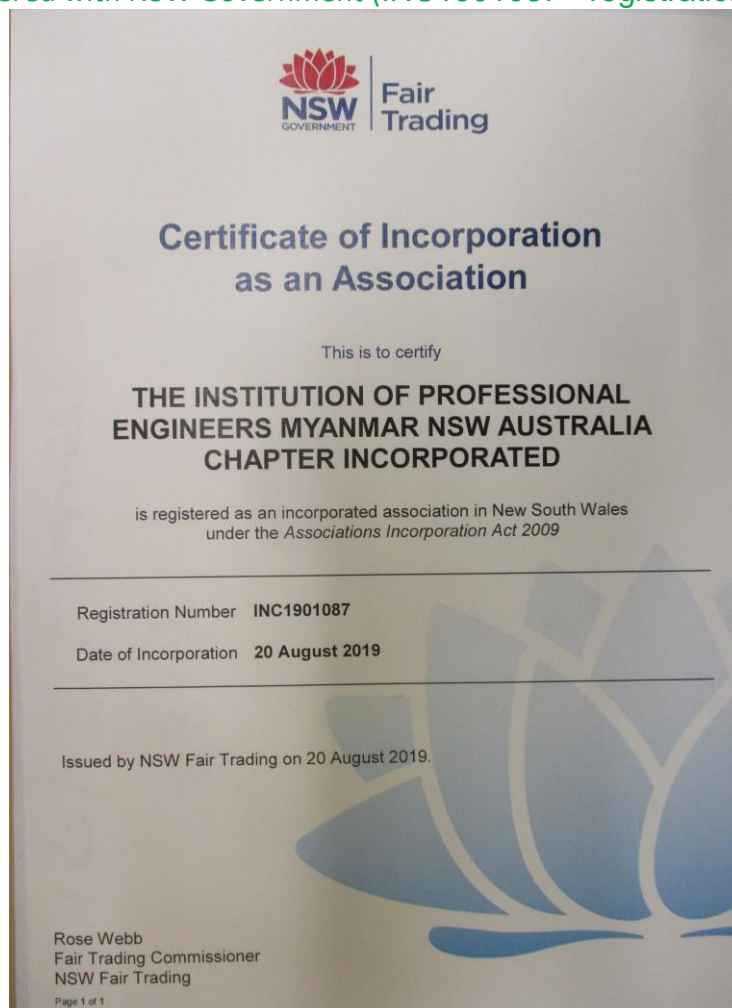 NSW
GOVERNMENT
Fair
Trading
Certificate of Incorporation
as an Association
This is to certify
THE INSTITUTION OF PROFESSIONAL
ENGINEERS MYANMAR NSW AUSTRALIA
CHAPTER INCORPORATED
is registered as an incorporated association in New South Wales
under the Associations Incorporation Act 2009
Registration Number INC1901087
Date of Incorporation 20 August 2019
Issued by NSW Fair Trading on 20 August 2019.
Rose Webb
Fair Trading Commissioner
NSW Fair Trading
Page 1 of 1